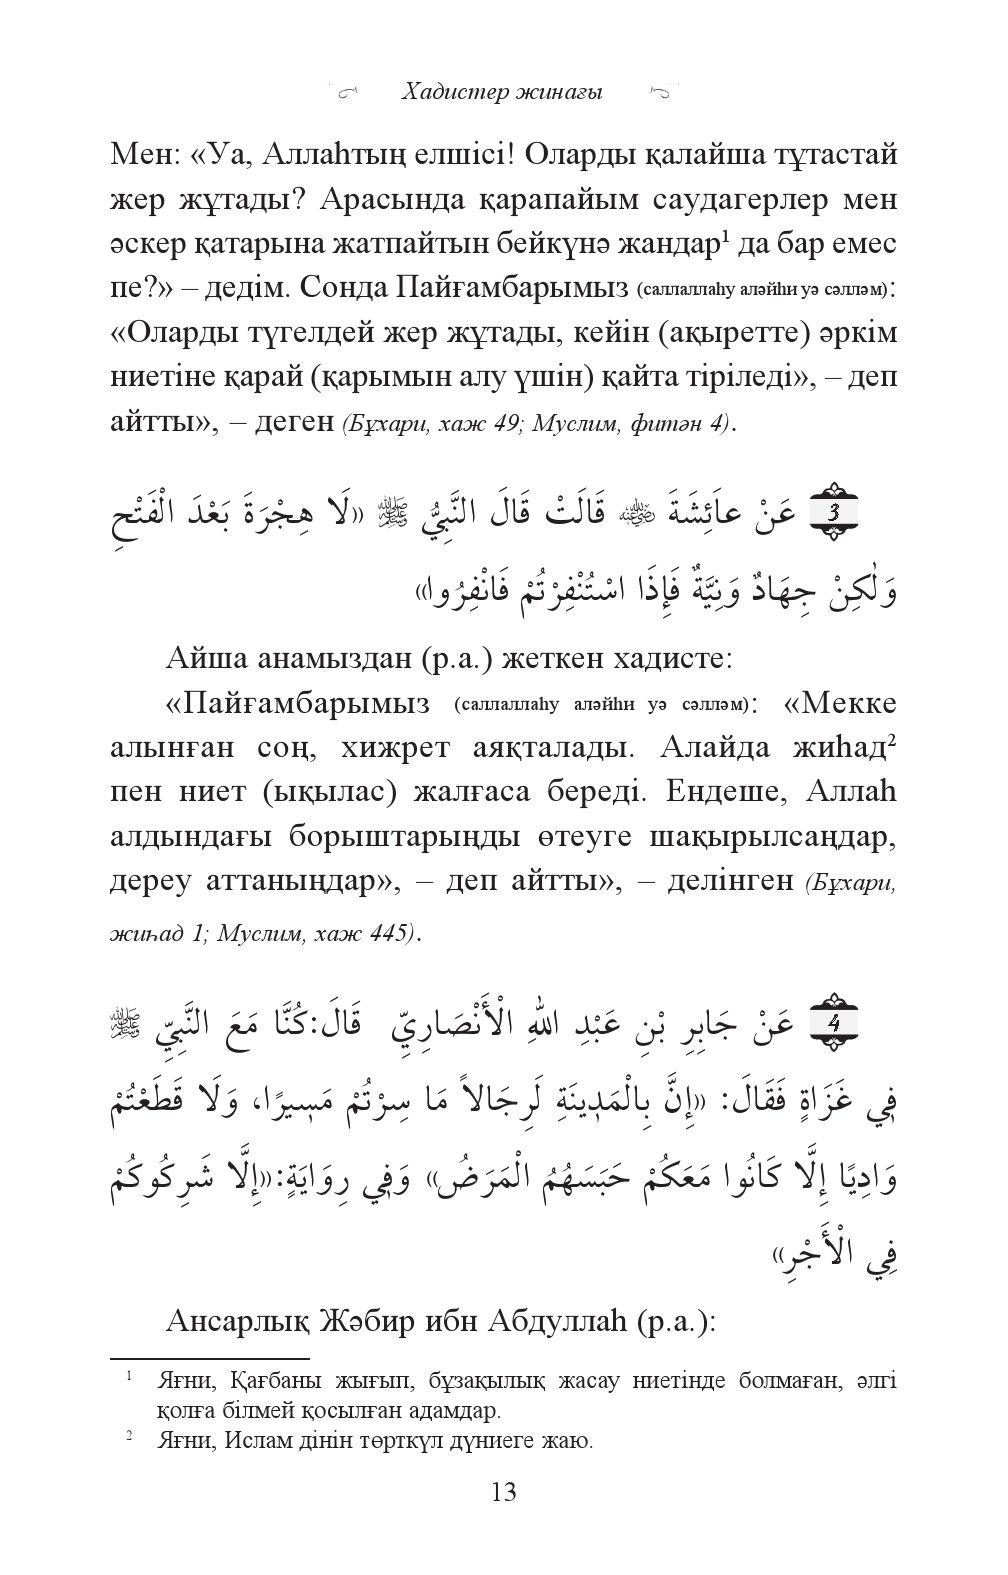 Хадистер жинағы
Мен: «Уа, Аллаһтың елшісі! Оларды қалайша тұтастай
жер жұтады? Арасында қарапайым саудагерлер мен
әскер қатарына жатпайтын бейкүнә жандар¹ да бар емес
пе?» – дедім. Сонда Пайғамбарымыз (саллаллаһу аләйһи уә сәлләм):
«Оларды түгелдей жер жұтады, кейін (ақыретте) әркім
ниетіне қарай (қарымын алу үшін) қайта тіріледі», – деп
айтты», – деген (Бұхари, хаж 49; Муслим, фитән 4).
3 عَنْ عاَئِشَةَ رضي الله عنه قَالَتْ قَالَ النَّبِيُّ ﷺ «لَا هِجْرَةَ بَعْدَ الْفَتْحِ
وَلٰكِنْ جِهَادٌ وَنِيَّةٌ فَإِذَا اسْتُنْفِرْتُمْ فَانْفِرُوا»
Айша анамыздан (р.а.) жеткен хадисте:
«Пайғамбарымыз (саллаллаһу аләйһи уә сәлләм): «Мекке
алынған соң, хижрет аяқталады. Алайда жиһад²
пен ниет (ықылас) жалғаса береді. Ендеше, Аллаһ
алдындағы борыштарыңды өтеуге шақырылсаңдар,
дереу аттаныңдар», – деп айтты», – делінген (Бұхари,
жиһад 1; Муслим, хаж 445).
4 عَنْ جَابِرِ بْنِ عَبْدِ اللهِ الْأَنْصَارِيِّ قَالَ:كُنَّا مَعَ النَّبِيِّ ﷺ
فِي غَزَاةٍ فَقَالَ: «إِنَّ بِالْمَدِينَةِ لَرِجَالاً مَا سِرْتُمْ مَسِيرًا، وَلَا قَطَعْتُمْ
وَادِيًا إِلَّا كَانُوا مَعَكُمْ حَبَسَهُمُ الْمَرَضُ» وَفِي رِوَايَةٍ:«إِلَّا شَرِكُوكُمْ
فِي الْأَجْرِ»
Ансарлық Жәбир ибн Абдуллаһ (р.а.):
¹ Яғни, Қағбаны жығып, бұзақылық жасау ниетінде болмаған, әлгі
қолға білмей қосылған адамдар.
² Яғни, Ислам дінін төрткүл дүниеге жаю.
13